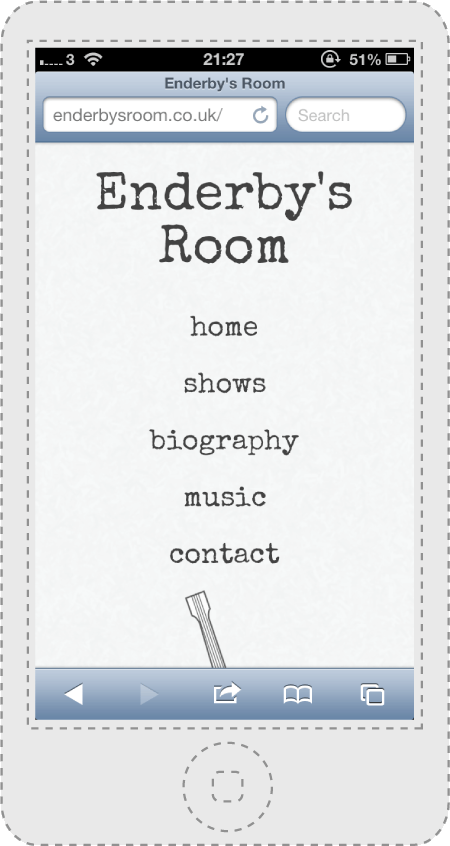 3 21:27 51%
Enderby's Room
enderbysroom.co.uk/ Search
Enderby's
Room
home
shows
biography
music
contact